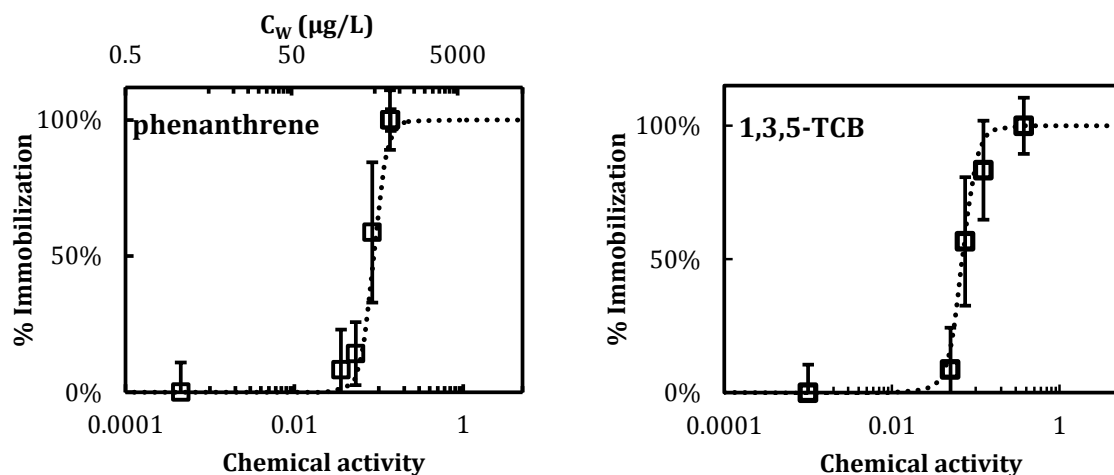 C_W (µg/L)
0.5 50 5000
100%
phenanthrene
50%
0%
% Immobilization
0.0001 0.01 1
Chemical activity
100%
1,3,5-TCB
50%
0%
% Immobilization
0.0001 0.01 1
Chemical activity